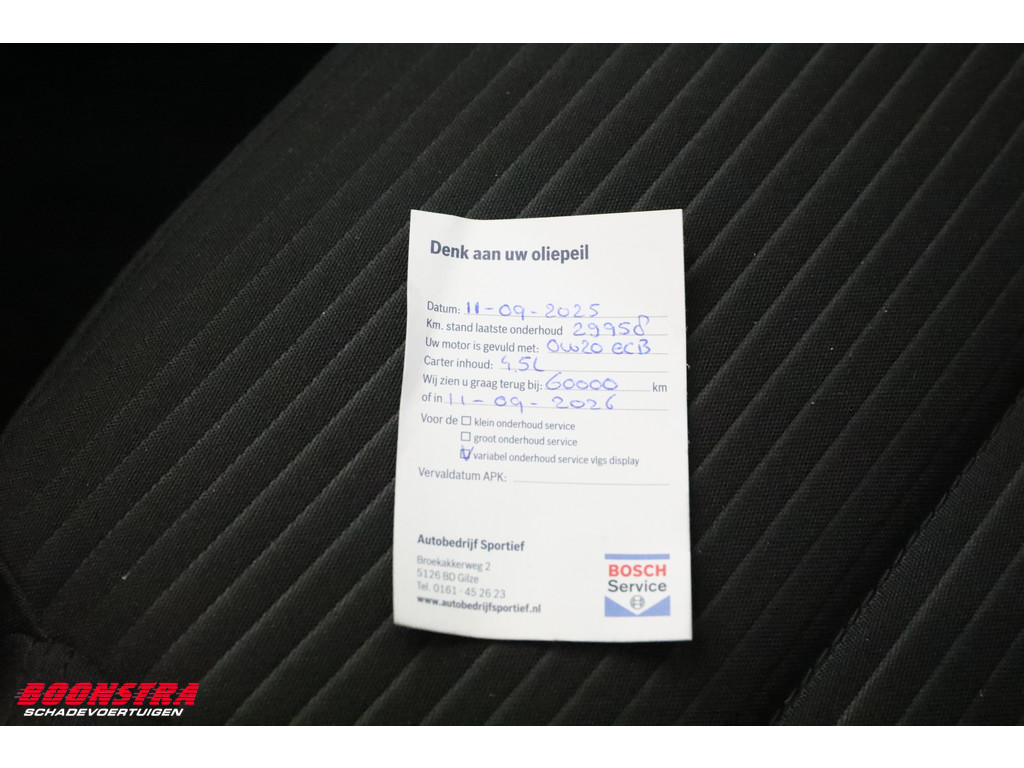 Denk aan uw oliepeil
Datum: 11-09-2025
Km. stand laatste onderhoud 29958
Uw motor is gevuld met: 0W20 ECB
Carter inhoud: 4,5L
Wij zien u graag terug bij: 60000 km
of in 11-09-2026
Voor de klein onderhoud service
groot onderhoud service
variabel onderhoud service vlgs display
Vervaldatum APK:
Autobedrijf Sportief
Broekakkerweg 2
5126 BD Gilze
Tel. 0161 - 45 26 23
www.autobedrijfsportief.nl
BOSCH
Service
BOONSTRA
SCHADEVOERTUIGEN